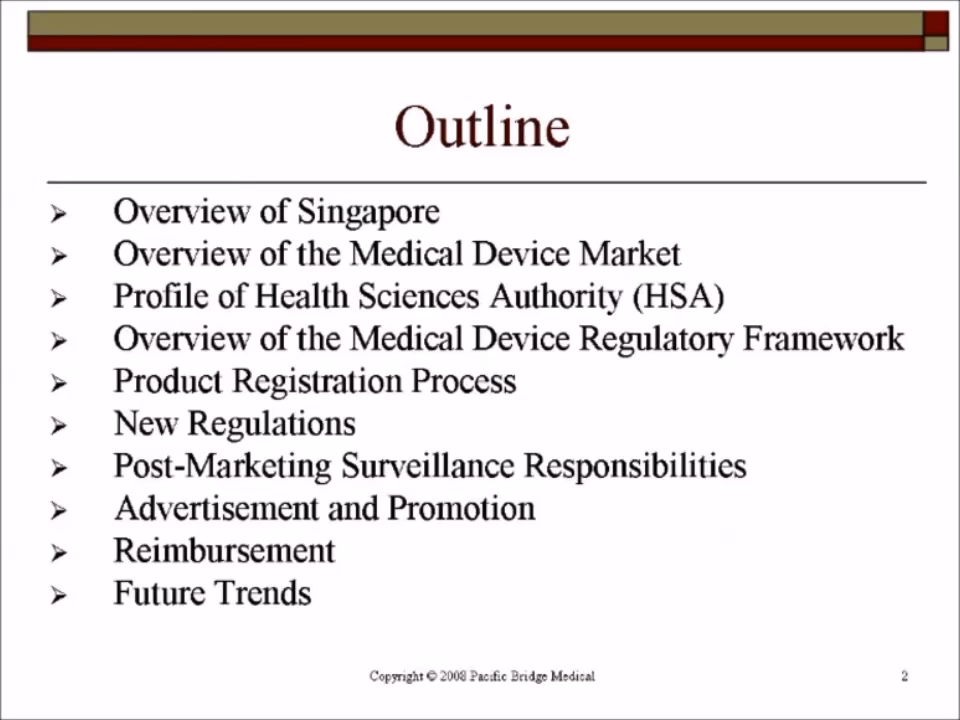 Outline
Overview of Singapore
Overview of the Medical Device Market
Profile of Health Sciences Authority (HSA)
Overview of the Medical Device Regulatory Framework
Product Registration Process
New Regulations
Post-Marketing Surveillance Responsibilities
Advertisement and Promotion
Reimbursement
Future Trends
Copyright © 2008 Pacific Bridge Medical
2